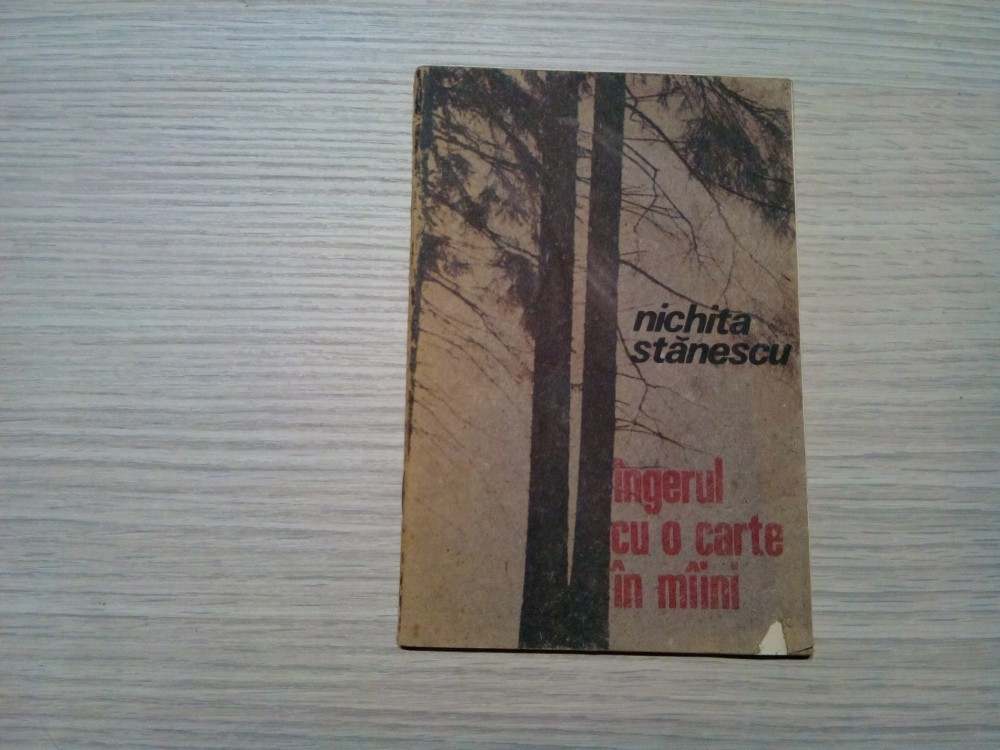 nichita
stănescu
îngerul
cu o carte
în mîini